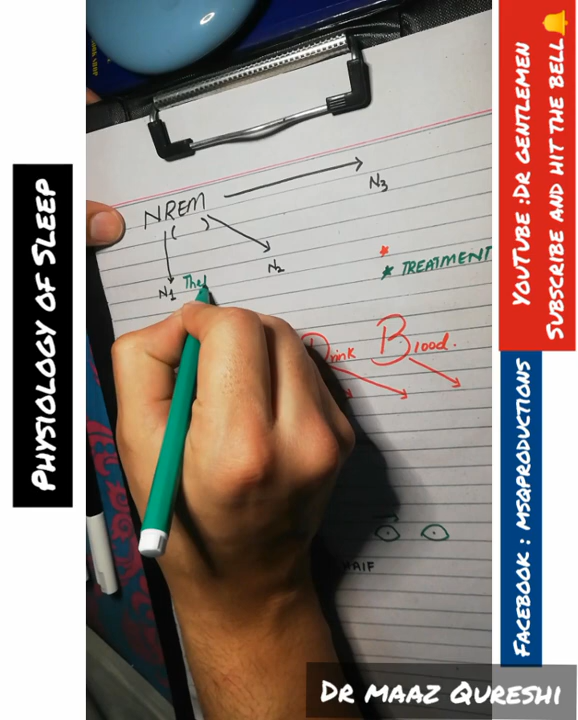 PHYSIOLOGY OF SLEEP
NREM
( )
N3
N2
N1 The
* 
* TREATMENT
Drink Blood.
YOUTUBE :DR GENTLEMEN
SUBSCRIBE AND HIT THE BELL🔔
FACEBOOK : MSQPRODUCTIONS
DR MAAZ QURESHI